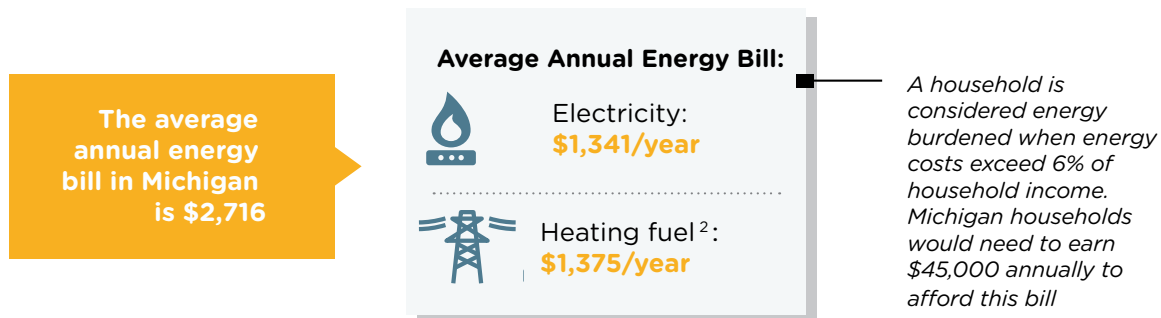 The average
annual energy
bill in Michigan
is $2,716
Average Annual Energy Bill:
Electricity:
$1,341/year
Heating fuel 2 :
$1,375/year
A household is
considered energy
burdened when energy
costs exceed 6% of
household income.
Michigan households
would need to earn
$45,000 annually to
afford this bill